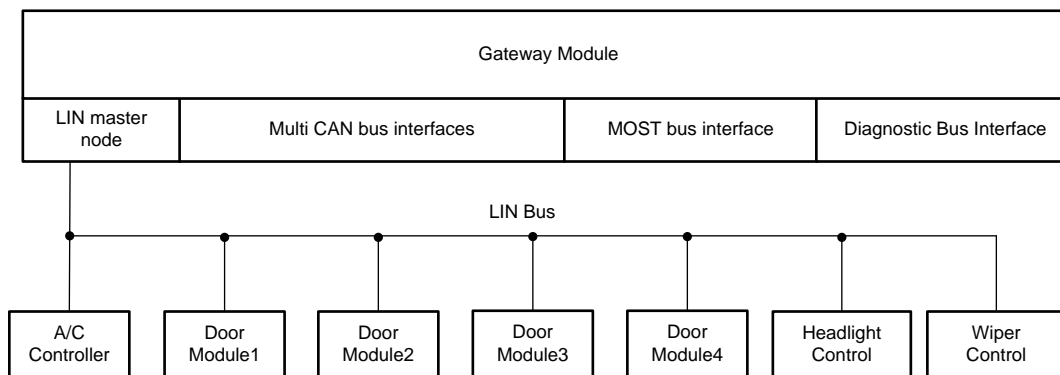 Gateway Module
LIN master
node
Multi CAN bus interfaces
MOST bus interface
Diagnostic Bus Interface
LIN Bus
A/C
Controller
Door
Module1
Door
Module2
Door
Module3
Door
Module4
Headlight
Control
Wiper
Control